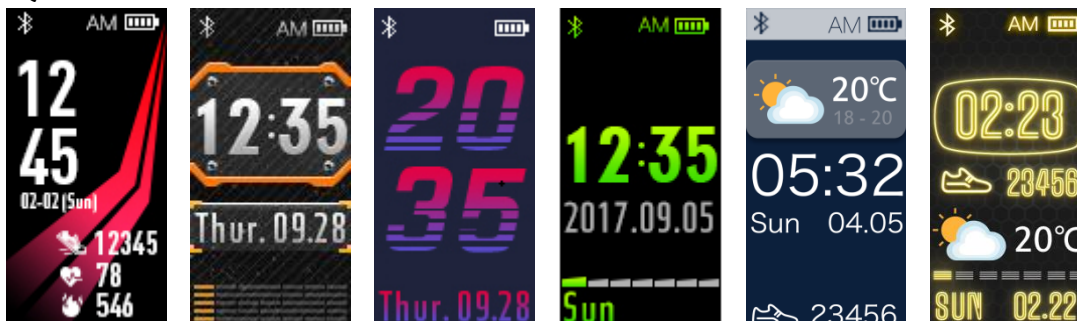 AM
12
45
02-02 (Sun)
12345
78
546
AM
12:35
Thur. 09.28
20
35
Thur. 09.28
AM
12:35
2017.09.05
Sun
AM
20℃
18 - 20
05:32
Sun 04.05
23456
AM
02:23
23456
20℃
SUN 02.22